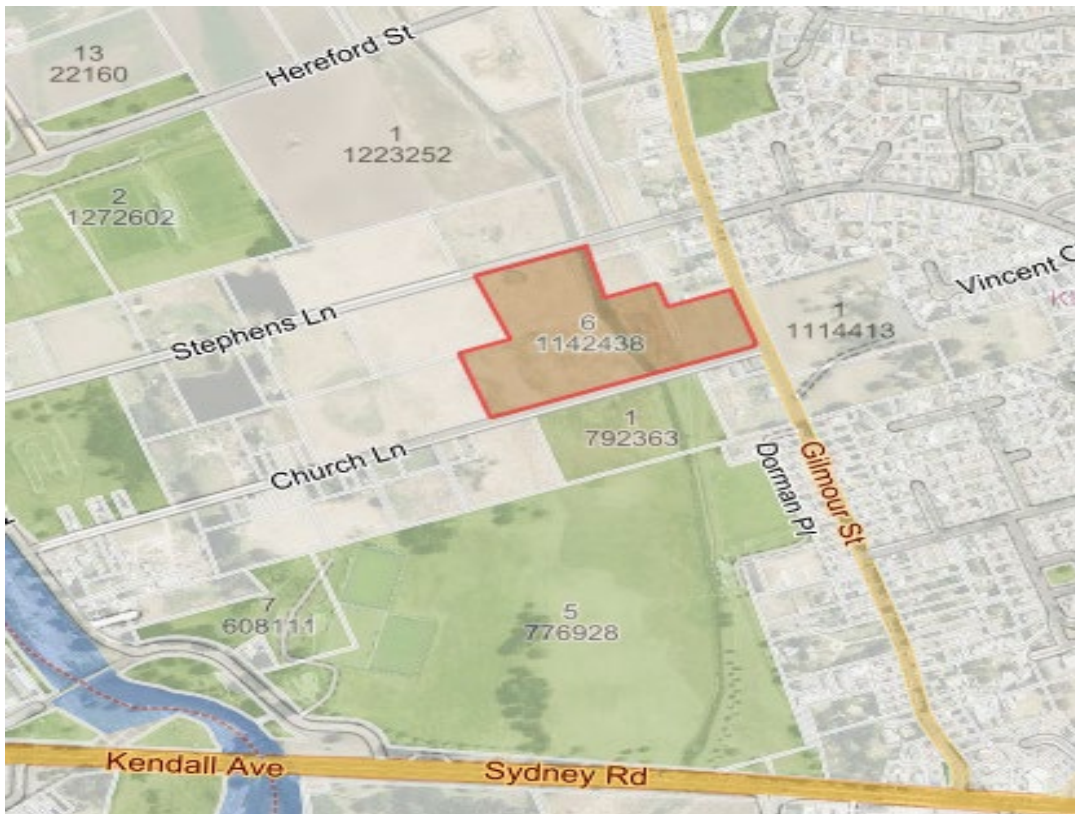 Hereford St
13
22160
1
1223252
2
1272602
Vincent
Stephens Ln
6
1142438
1
1114413
1
792363
Church Ln
Dorman Pl
Gilmour St
7
608111
5
776928
Kendall Ave
Sydney Rd